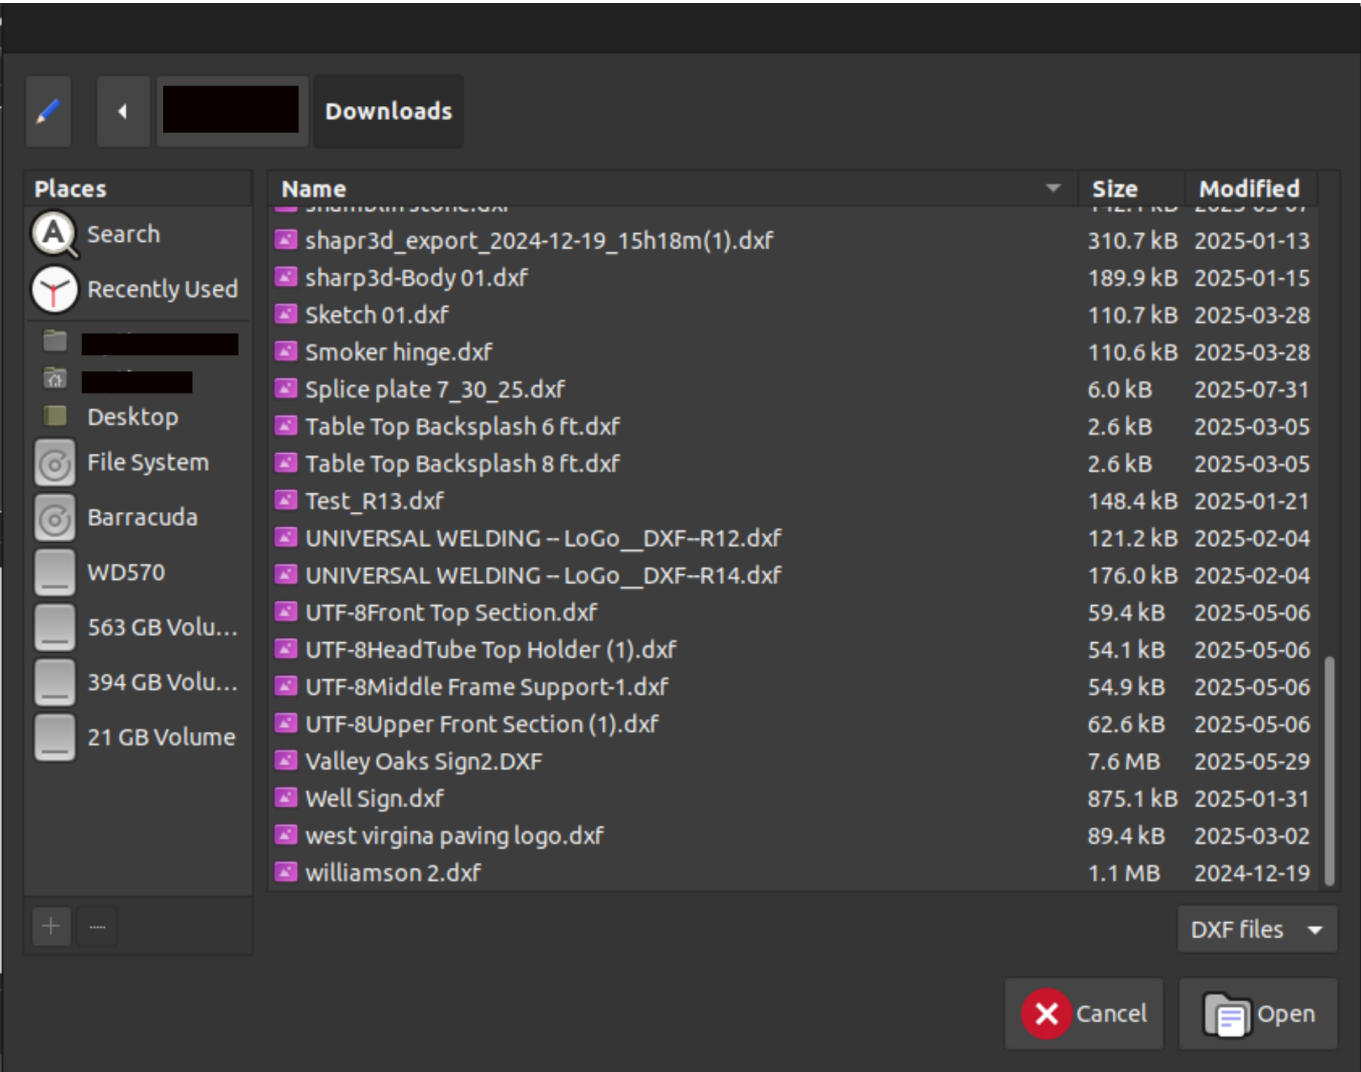 Downloads
Places
Search
Recently Used
Desktop
File System
Barracuda
WD570
563 GB Volu...
394 GB Volu...
21 GB Volume
Name Size Modified
shapr3d_export_2024-12-19_15h18m(1).dxf 310.7 kB 2025-01-13
sharp3d-Body 01.dxf 189.9 kB 2025-01-15
Sketch 01.dxf 110.7 kB 2025-03-28
Smoker hinge.dxf 110.6 kB 2025-03-28
Splice plate 7_30_25.dxf 6.0 kB 2025-07-31
Table Top Backsplash 6 ft.dxf 2.6 kB 2025-03-05
Table Top Backsplash 8 ft.dxf 2.6 kB 2025-03-05
Test_R13.dxf 148.4 kB 2025-01-21
UNIVERSAL WELDING -- LoGo__DXF--R12.dxf 121.2 kB 2025-02-04
UNIVERSAL WELDING -- LoGo__DXF--R14.dxf 176.0 kB 2025-02-04
UTF-8Front Top Section.dxf 59.4 kB 2025-05-06
UTF-8HeadTube Top Holder (1).dxf 54.1 kB 2025-05-06
UTF-8Middle Frame Support-1.dxf 54.9 kB 2025-05-06
UTF-8Upper Front Section (1).dxf 62.6 kB 2025-05-06
Valley Oaks Sign2.DXF 7.6 MB 2025-05-29
Well Sign.dxf 875.1 kB 2025-01-31
west virgina paving logo.dxf 89.4 kB 2025-03-02
williamson 2.dxf 1.1 MB 2024-12-19
DXF files
Cancel
Open